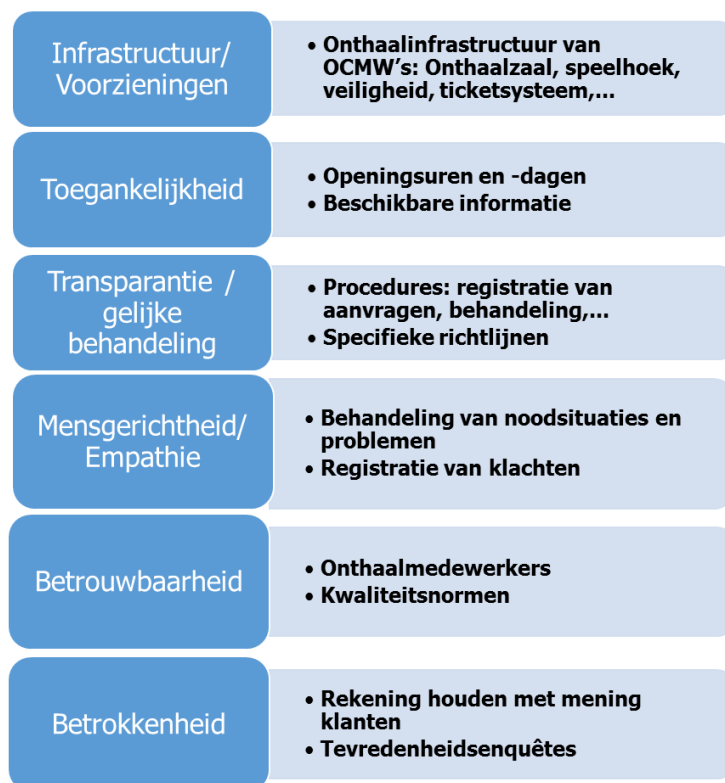 Infrastructuur/
Voorzieningen
• Onthaalinfrastructuur van
OCMW’s: Onthaalzaal, speelhoek,
veiligheid, ticketsysteem,...
Toegankelijkheid
• Openingsuren en -dagen
• Beschikbare informatie
Transparantie /
gelijke
behandeling
• Procedures: registratie van
aanvragen, behandeling,...
• Specifieke richtlijnen
Mensgerichtheid/
Empathie
• Behandeling van noodsituaties en
problemen
• Registratie van klachten
Betrouwbaarheid
• Onthaalmedewerkers
• Kwaliteitsnormen
Betrokkenheid
• Rekening houden met mening
klanten
• Tevredenheidsenquêtes